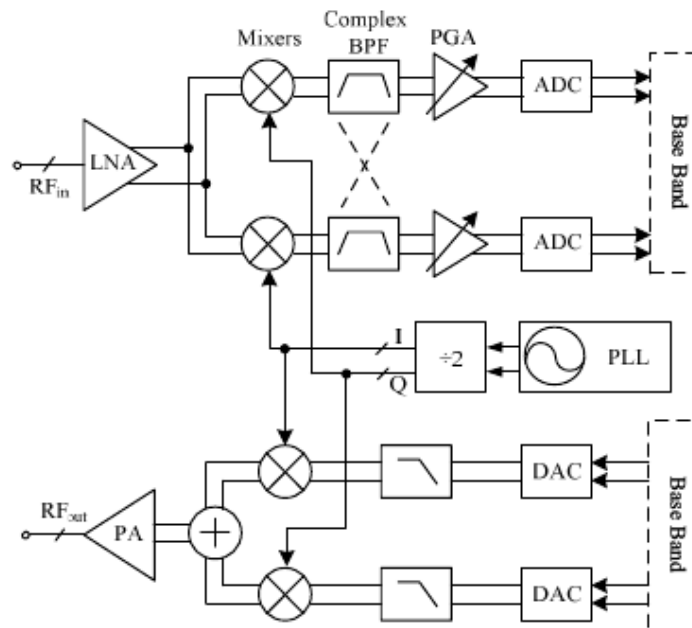 Complex
Mixers BPF PGA
ADC
LNA
RFin
Base Band
ADC
I
÷2 PLL
Q
DAC
RFout
PA +
Base Band
DAC